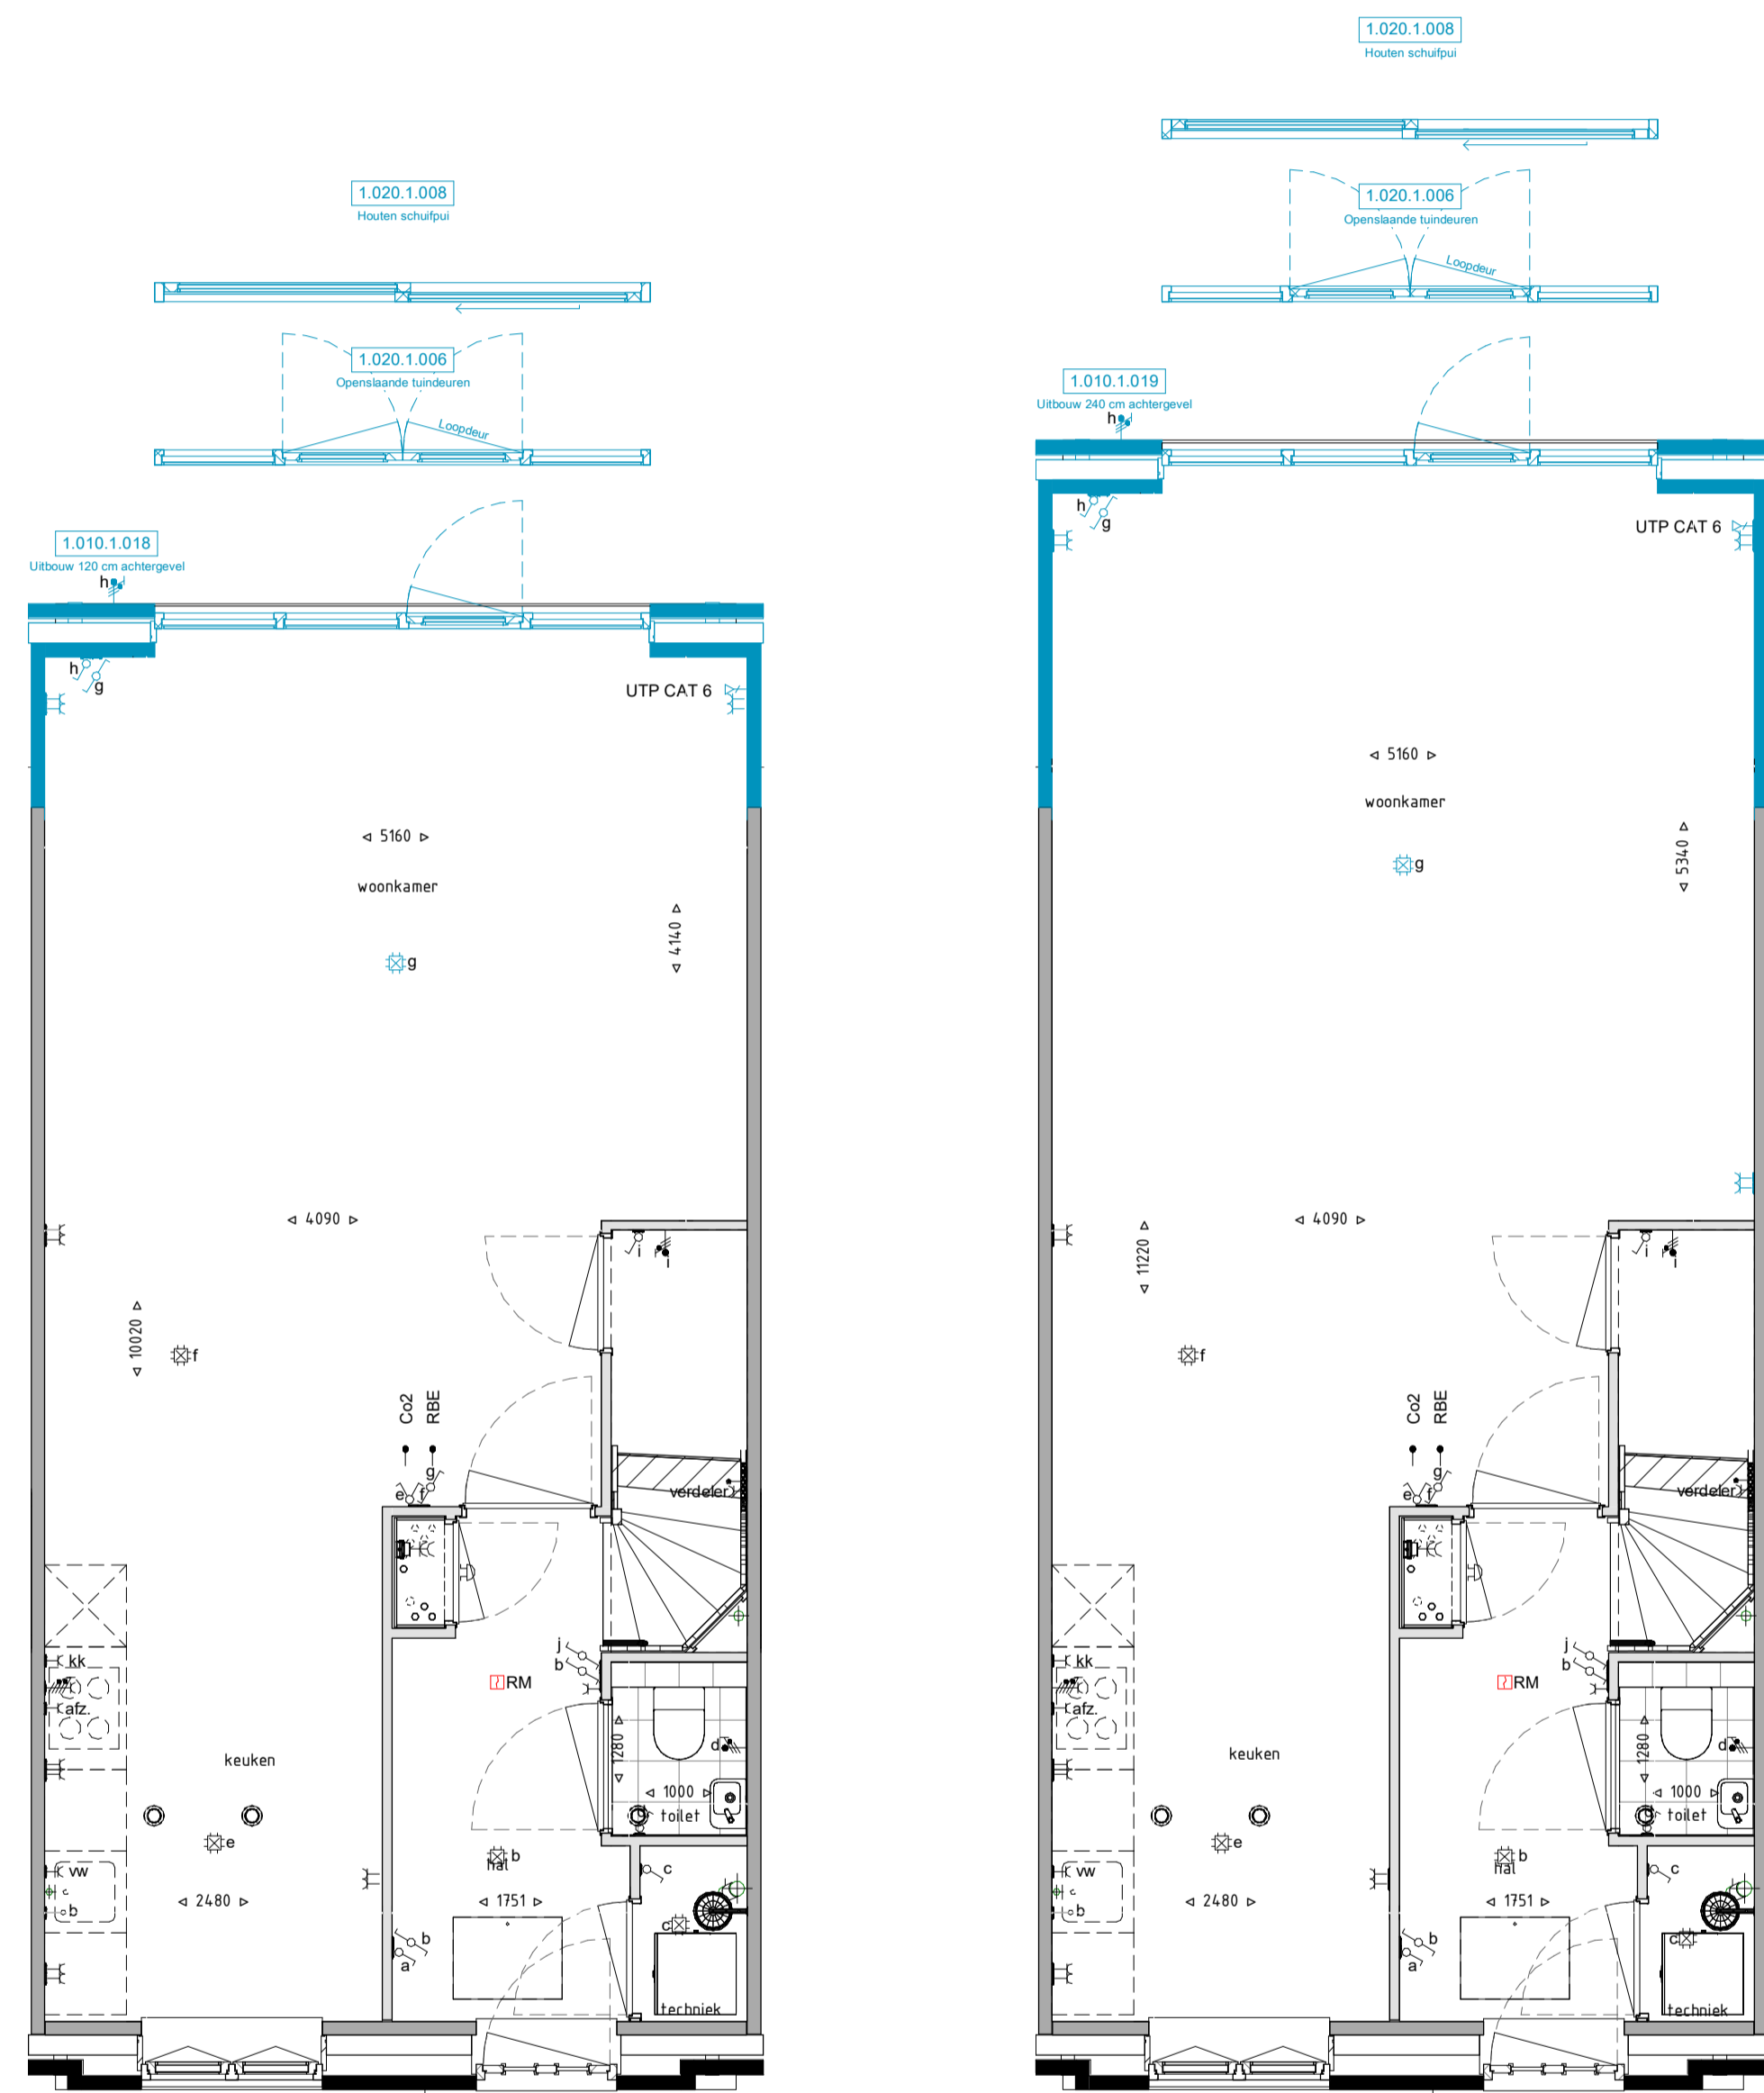 1.020.1.008
Houten schuifpui
1.020.1.006
Openslaande tuindeuren
Loopdeur
1.010.1.018
Uitbouw 120 cm achtergevel
h
h
g
UTP CAT 6
5160
woonkamer
4140
g
4090
i
i
10020
f
Co2
RBE
g
e
f
verdeler
j
b
kk
RM
afz.
1280
d
keuken
1000
toilet
e
b
hal
vw
c
c
b
2480
1751
c
b
a
techniek
1.020.1.008
Houten schuifpui
1.020.1.006
Openslaande tuindeuren
Loopdeur
1.010.1.019
Uitbouw 240 cm achtergevel
h
h
g
UTP CAT 6
5160
woonkamer
5340
g
4090
i
i
11220
f
Co2
RBE
g
e
f
verdeler
j
b
kk
RM
afz.
1280
d
keuken
1000
toilet
e
b
hal
vw
c
c
b
2480
1751
c
b
a
techniek